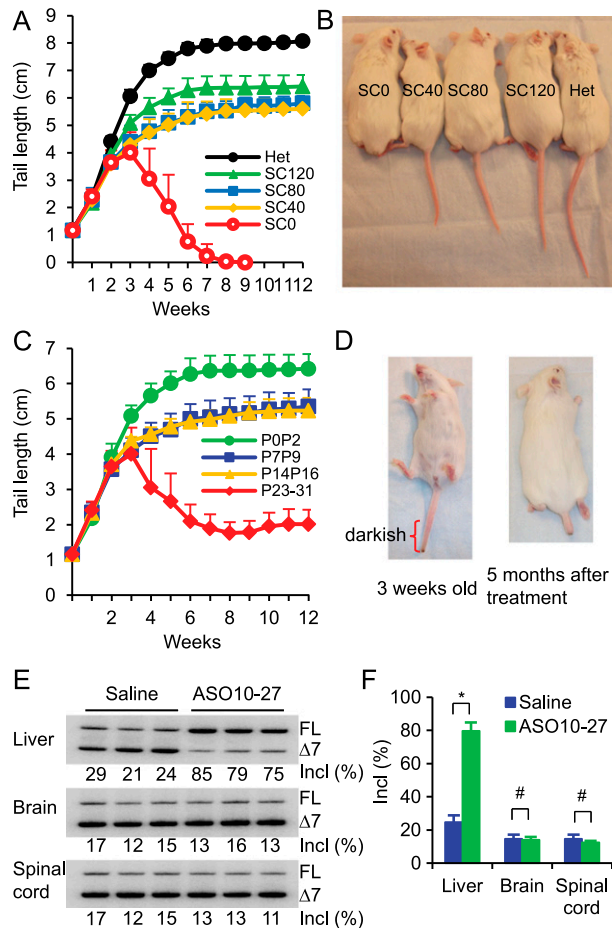 A
Tail length (cm)
9
8
7
6
5
4
3
2
1
0
Het
SC120
SC80
SC40
SC0
1 2 3 4 5 6 7 8 9 10 11 12
Weeks
B
SC0 SC40 SC80 SC120 Het
C
Tail length (cm)
7
6
5
4
3
2
1
0
P0P2
P7P9
P14P16
P23-31
2 4 6 8 10 12
Weeks
D
darkish
3 weeks old
5 months after
treatment
E
Saline ASO10-27
Liver
FL
Δ7
29 21 24 85 79 75 Incl (%)
Brain
FL
Δ7
17 12 15 13 16 13 Incl (%)
Spinal
cord
FL
Δ7
17 12 15 13 13 11 Incl (%)
F
Incl (%)
100
80
60
40
20
0
Saline
ASO10-27
*
# #
Liver Brain Spinal
cord